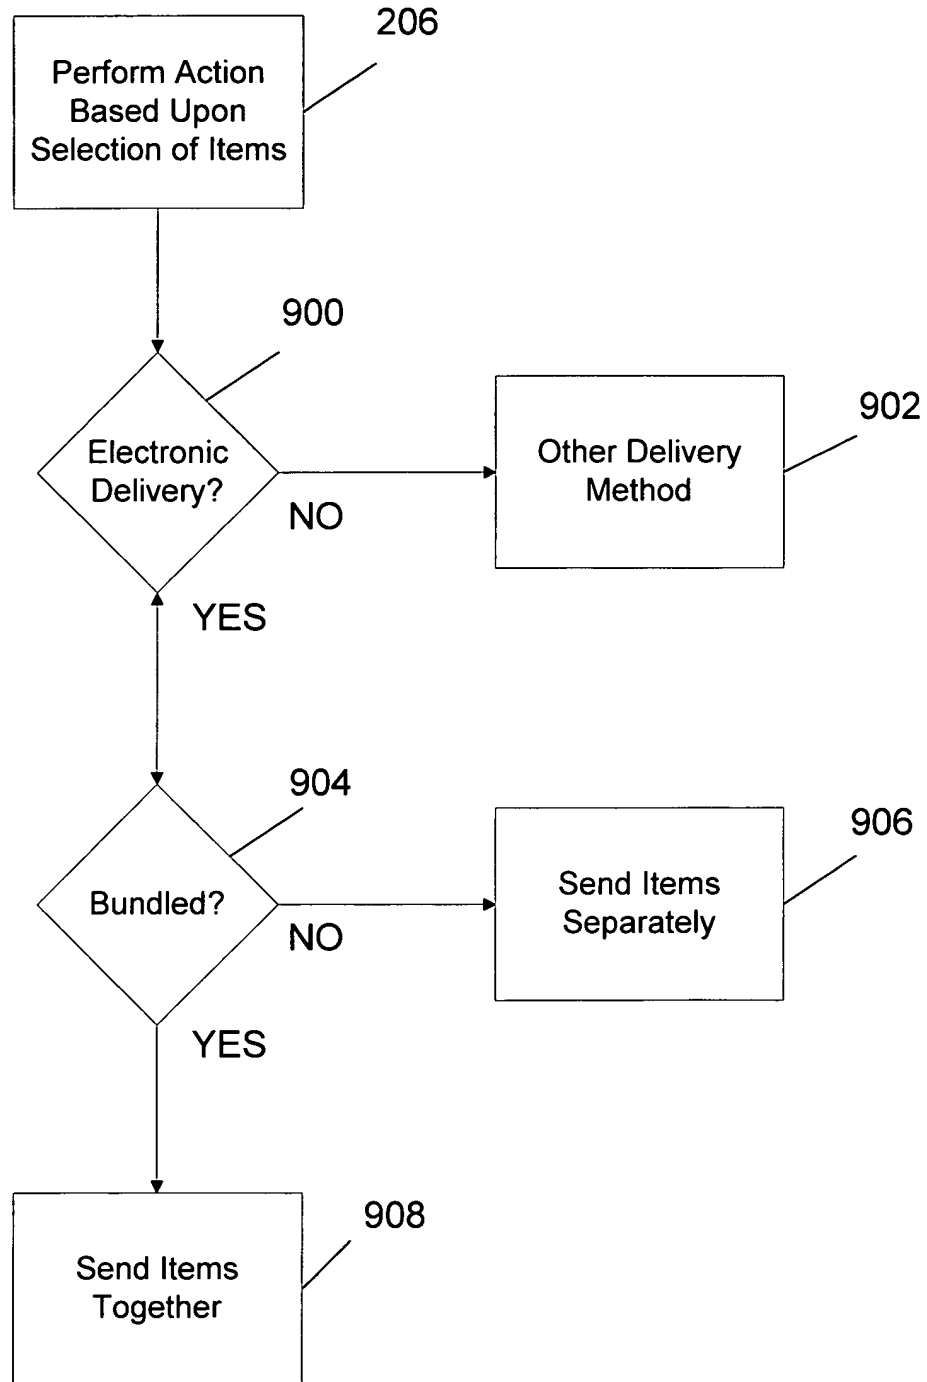 206
Perform Action
Based Upon
Selection of Items
900
Electronic
Delivery?
NO
902
Other Delivery
Method
YES
904
Bundled?
NO
906
Send Items
Separately
YES
908
Send Items
Together